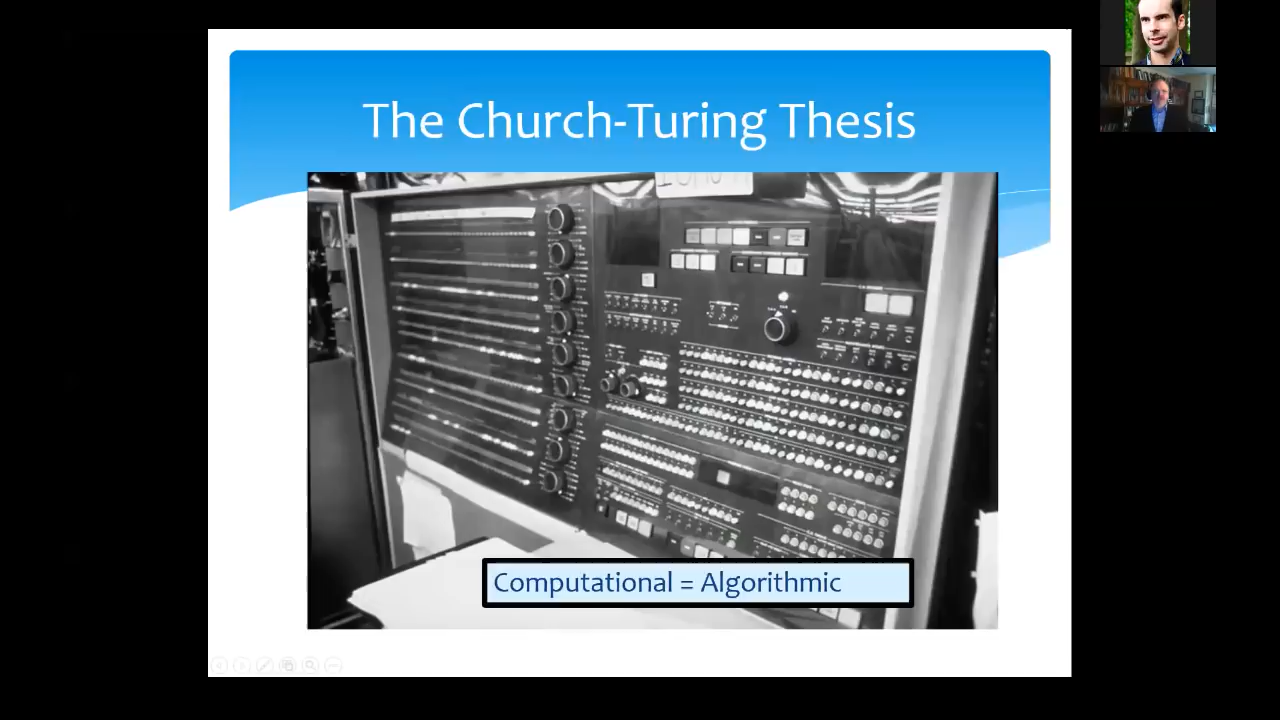 The Church-Turing Thesis
Computational = Algorithmic